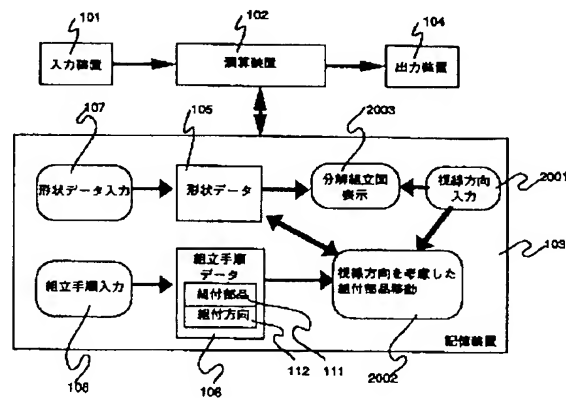 101
102
104
入力装置
演算装置
出力装置
107
105
2003
形状データ入力
形状データ
分解組立図
表示
視線方向
入力
2001
組立手順入力
組立手順
データ
組付部品
組付方向
視線方向を考慮した
組付部品移動
103
記憶装置
108
106
112
111
2002